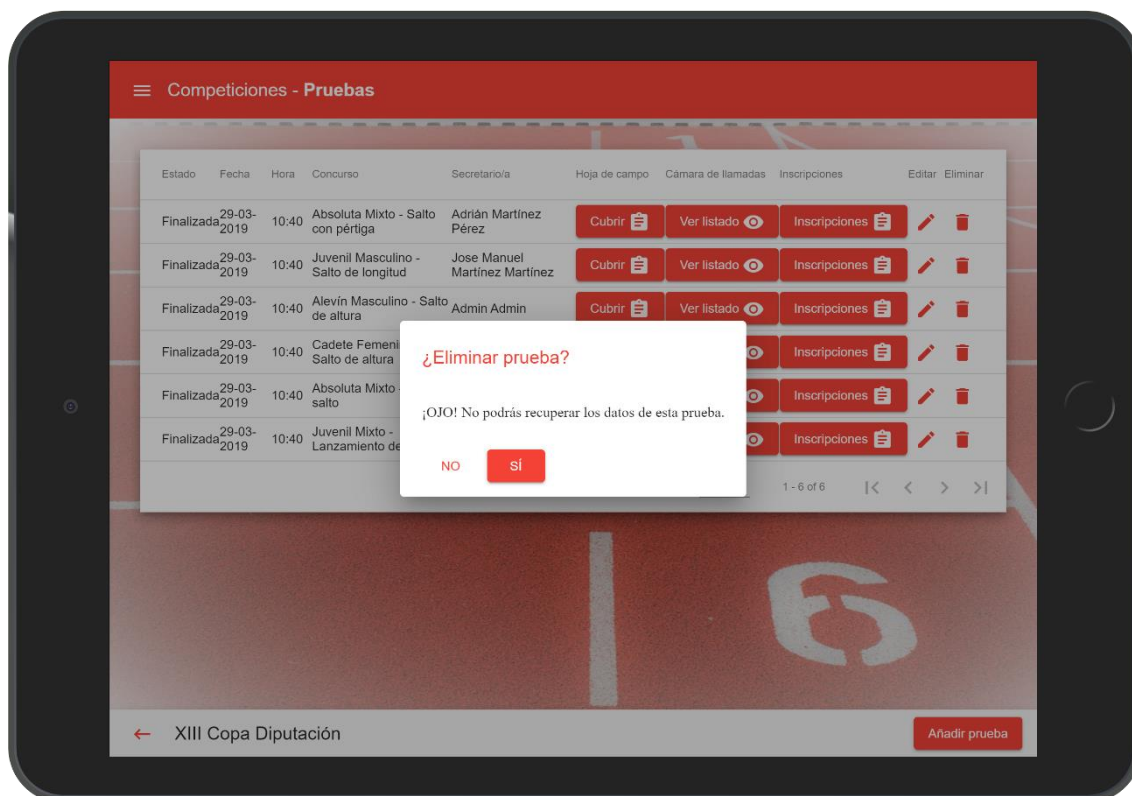 Competiciones - Pruebas
Estado Fecha Hora Concurso Secretario/a Hoja de campo Cámara de llamadas Inscripciones Editar Eliminar
Finalizada 29-03-2019 10:40 Absoluta Mixto - Salto con pértiga Adrián Martínez Pérez Cubrir Ver listado Inscripciones
Finalizada 29-03-2019 10:40 Juvenil Masculino - Salto de longitud Jose Manuel Martínez Martínez Cubrir Ver listado Inscripciones
Finalizada 29-03-2019 10:40 Alevín Masculino - Salto de altura Admin Admin Cubrir Ver listado Inscripciones
Finalizada 29-03-2019 10:40 Cadete Salto de altura Inscripciones
Finalizada 29-03-2019 10:40 Absoluta Mixto salto Inscripciones
Finalizada 29-03-2019 10:40 Juvenil Mixto - Lanzamiento de Inscripciones
¿Eliminar prueba?
¡OJO! No podrás recuperar los datos de esta prueba.
NO SÍ
1 - 6 of 6
6
XIII Copa Diputación Añadir prueba